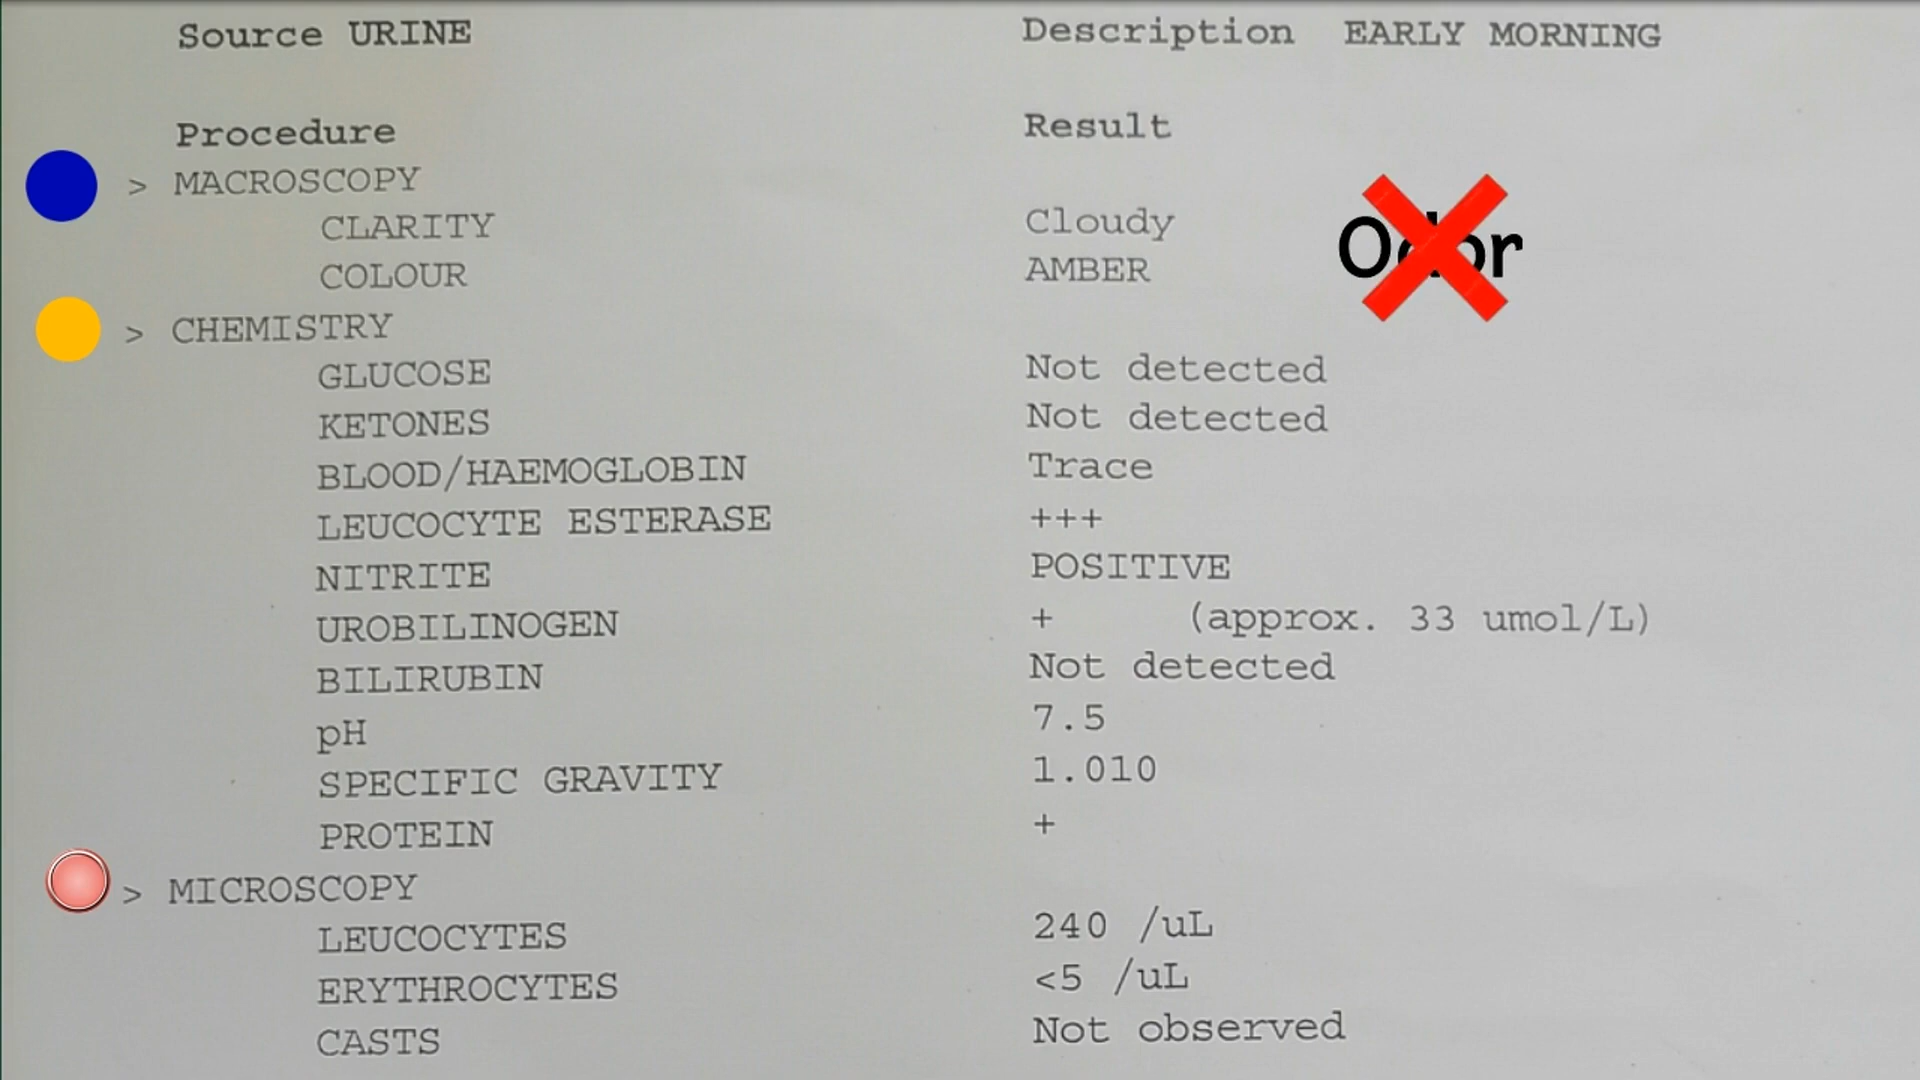 Source URINE Description EARLY MORNING
Procedure Result
> MACROSCOPY
CLARITY Cloudy
Odor
COLOUR AMBER
> CHEMISTRY
GLUCOSE Not detected
KETONES Not detected
BLOOD/HAEMOGLOBIN Trace
LEUCOCYTE ESTERASE +++
NITRITE POSITIVE
UROBILINOGEN + (approx. 33 umol/L)
BILIRUBIN Not detected
pH 7.5
SPECIFIC GRAVITY 1.010
PROTEIN +
> MICROSCOPY
LEUCOCYTES 240 /uL
ERYTHROCYTES <5 /uL
CASTS Not observed